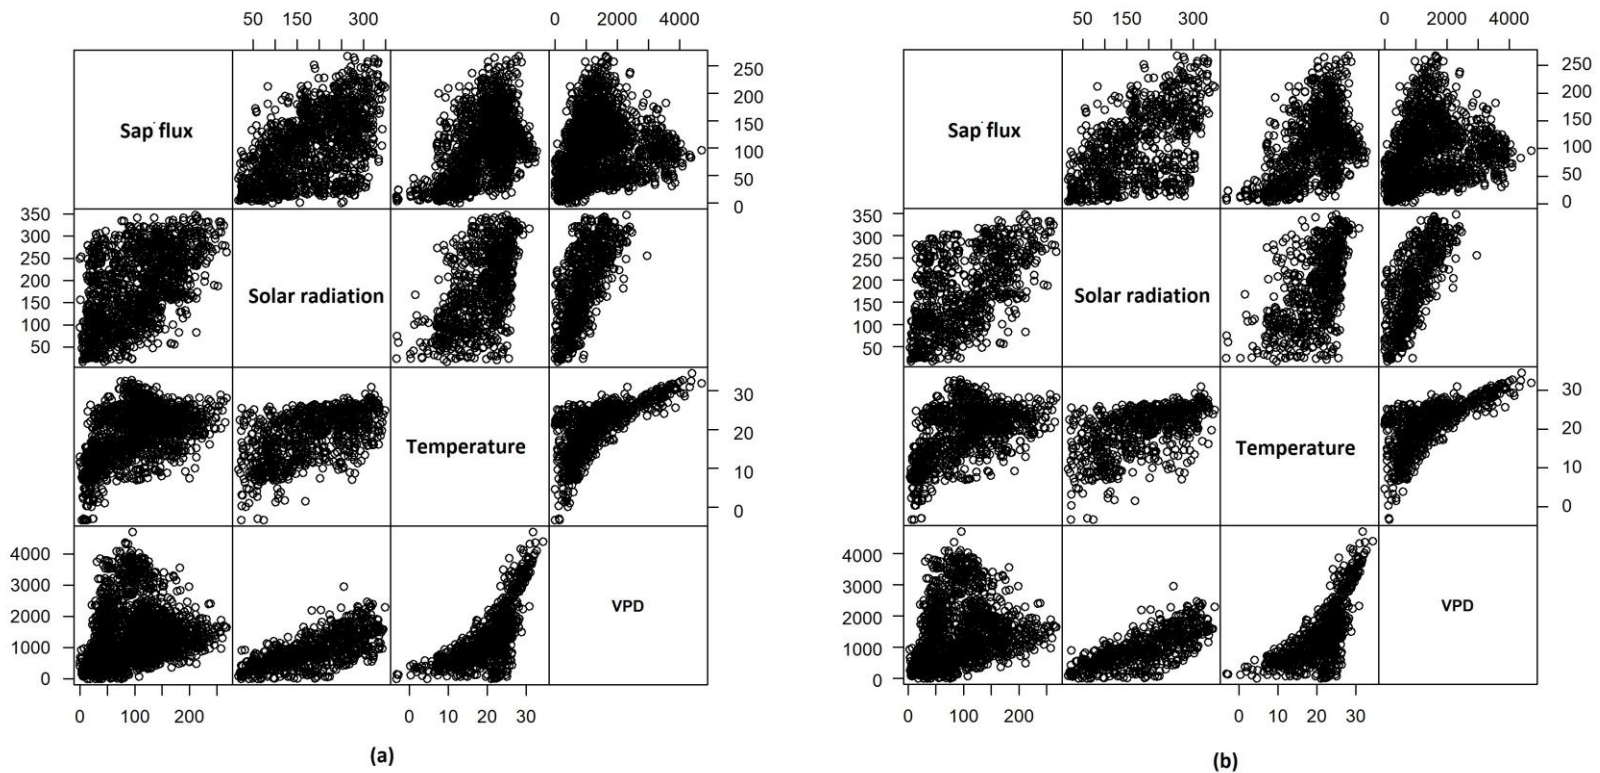 50 150 300 0 2000 4000 50 150 300 0 2000 4000
Sap flux 250 200 150 100 50 0 Sap flux 250 200 150 100 50 0
350 300 250 200 150 100 50 Solar radiation 350 300 250 200 150 100 50 Solar radiation
Temperature 30 20 10 0 Temperature 30 20 10 0
4000 3000 2000 1000 0 VPD 4000 3000 2000 1000 0 VPD
0 100 200 0 10 20 30 0 100 200 0 10 20 30
(a) (b)